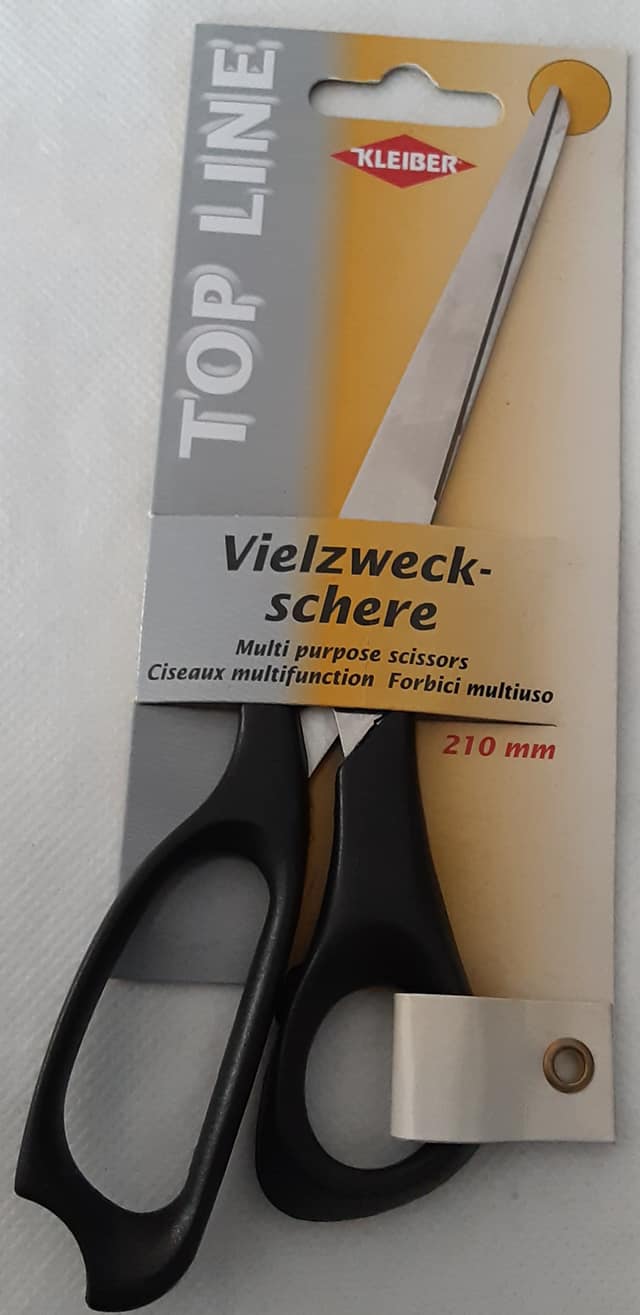 TOP LINE
KLEIBER
Vielzweck-
schere
Multi purpose scissors
Ciseaux multifunction Forbici multiuso
210 mm